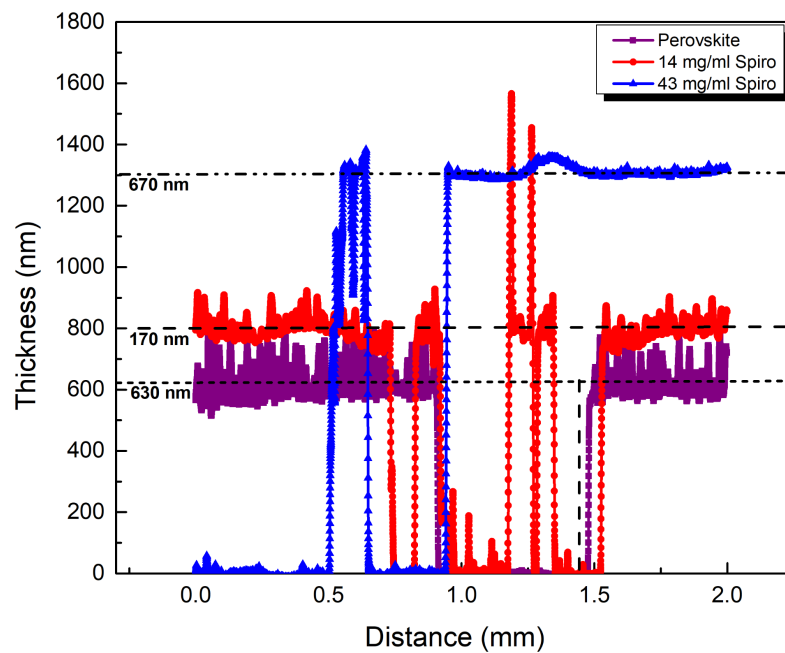 1800
1600
1400
1200
1000
800
600
400
200
0
Thickness (nm)
Perovskite
14 mg/ml Spiro
43 mg/ml Spiro
670 nm
170 nm
630 nm
0.0
0.5
1.0
1.5
2.0
Distance (mm)